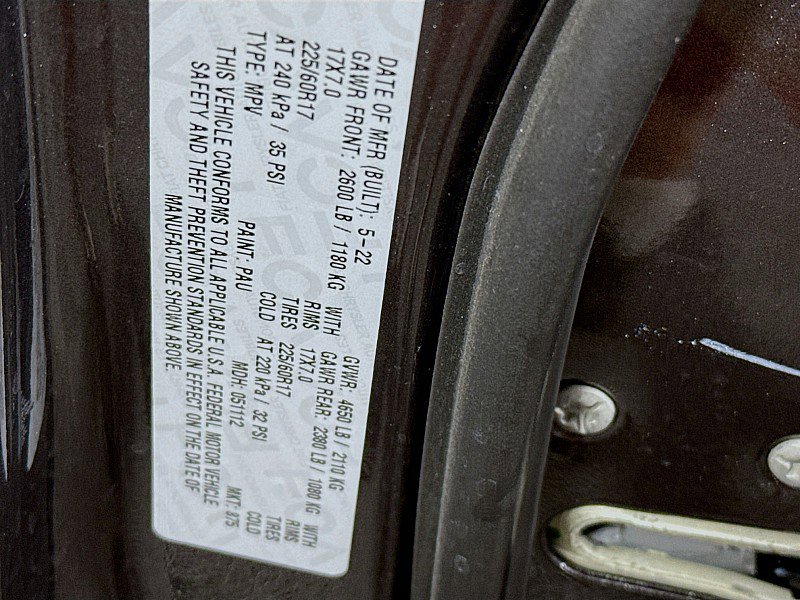 DATE OF MFR (BUILT): 5-22 GVWR: 4650 LB / 2110 KG
GAWR FRONT: 2600 LB / 1180 KG WITH GAWR REAR: 2380 LB / 1080 KG WITH
17X7.0 RIMS 17X7.0 RIMS
225/60R17 TIRES 225/60R17 TIRES
AT 240 kPa / 35 PSI COLD AT 220 kPa / 32 PSI COLD
TYPE: MPV PAINT: PAU MDH: 051112 MKT: 875
THIS VEHICLE CONFORMS TO ALL APPLICABLE U.S.A. FEDERAL MOTOR VEHICLE
SAFETY AND THEFT PREVENTION STANDARDS IN EFFECT ON THE DATE OF
MANUFACTURE SHOWN ABOVE.